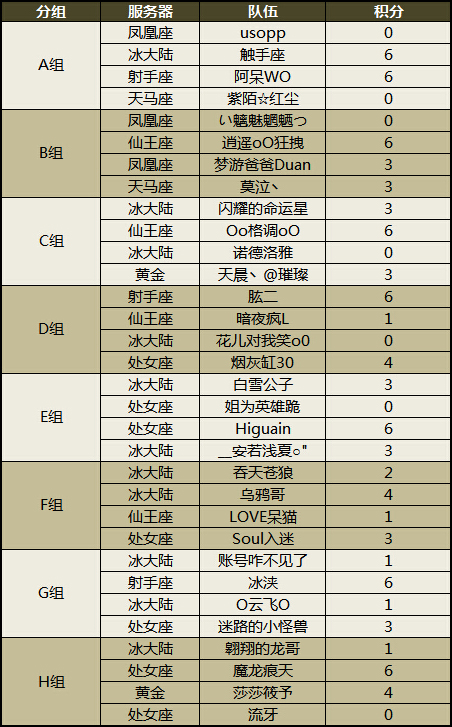 分组 服务器 队伍 积分
A组 凤凰座 usopp 0
冰大陆 触手座 6
射手座 阿呆WO 6
天马座 紫陌☆红尘 0
B组 凤凰座 い魑魅魍魉っ 0
仙王座 逍遥oO狂拽 6
凤凰座 梦游爸爸Duan 3
天马座 莫泣丶 3
C组 冰大陆 闪耀的命运星 3
仙王座 Oo格调oO 6
冰大陆 诺德洛雅 0
黄金 天晨丶@璀璨 3
D组 射手座 肱二 6
仙王座 暗夜疯L 1
冰大陆 花儿对我笑o0 0
处女座 烟灰缸30 4
E组 冰大陆 白雪公子 3
处女座 姐为英雄跪 0
处女座 Higuain 6
冰大陆 __安若浅夏○" 3
F组 冰大陆 吞天苍狼 2
冰大陆 乌鸦哥 4
仙王座 LOVE呆猫 1
处女座 Soul入迷 3
G组 冰大陆 账号咋不见了 1
射手座 冰浃 6
冰大陆 O云飞O 1
处女座 迷路的小怪兽 3
H组 冰大陆 翱翔的龙哥 1
处女座 魔龙痕天 6
黄金 莎莎筱予 4
处女座 流牙 0